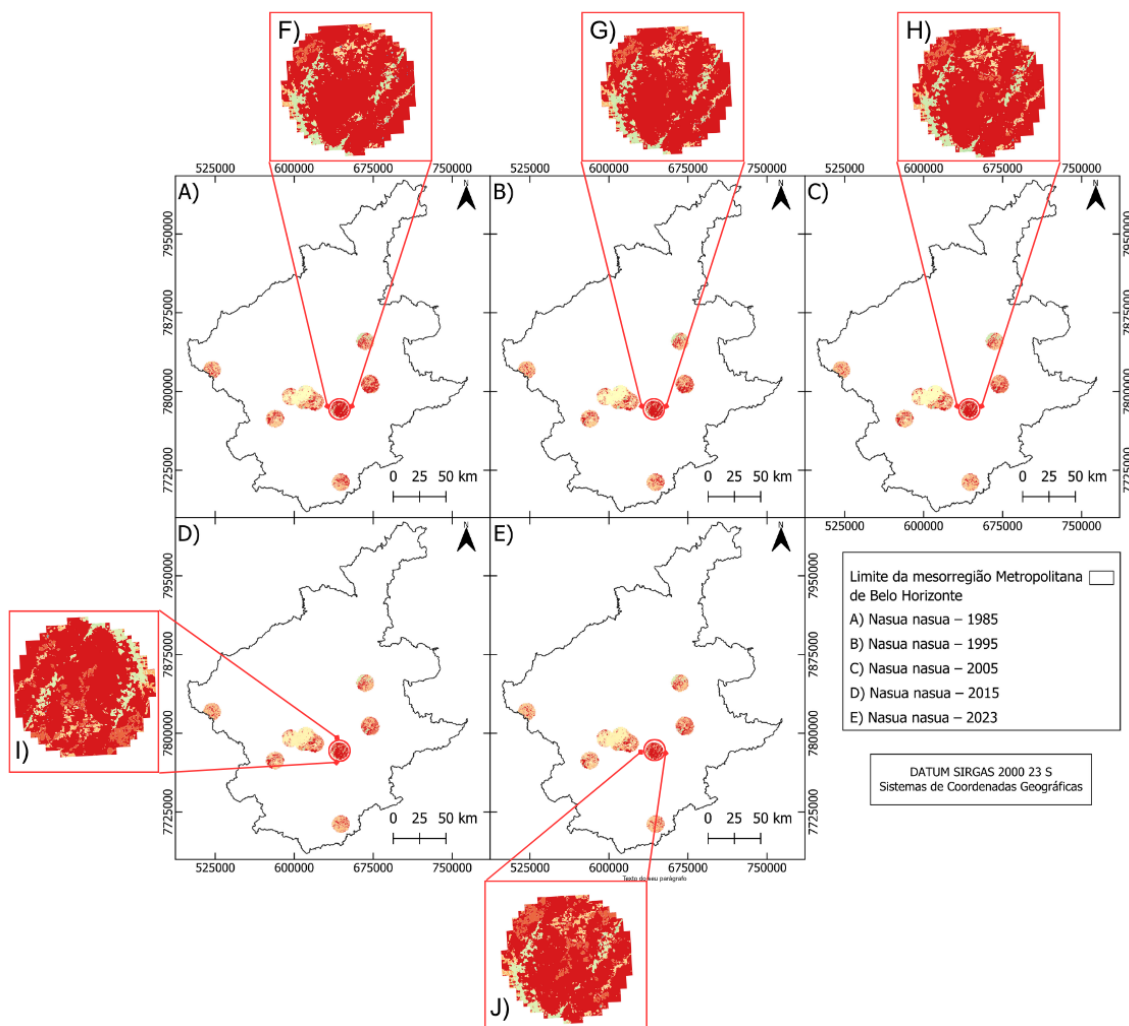 F)
G)
H)
525000 600000 675000 750000
525000 600000 675000 750000
525000 600000 675000 750000
A)
N
B)
N
C)
N
7950000
7875000
7800000
7725000
7950000
7875000
7800000
7725000
0 25 50 km
0 25 50 km
0 25 50 km
525000 600000 675000 750000
D)
N
E)
N
7950000
7875000
7800000
7725000
7950000
7875000
7800000
7725000
I)
0 25 50 km
0 25 50 km
525000 600000 675000 750000
525000 600000 675000 750000
Texto do seu parágrafo
Limite da mesorregião Metropolitana
de Belo Horizonte
A) Nasua nasua – 1985
B) Nasua nasua – 1995
C) Nasua nasua – 2005
D) Nasua nasua – 2015
E) Nasua nasua – 2023
DATUM SIRGAS 2000 23 S
Sistemas de Coordenadas Geográficas
J)